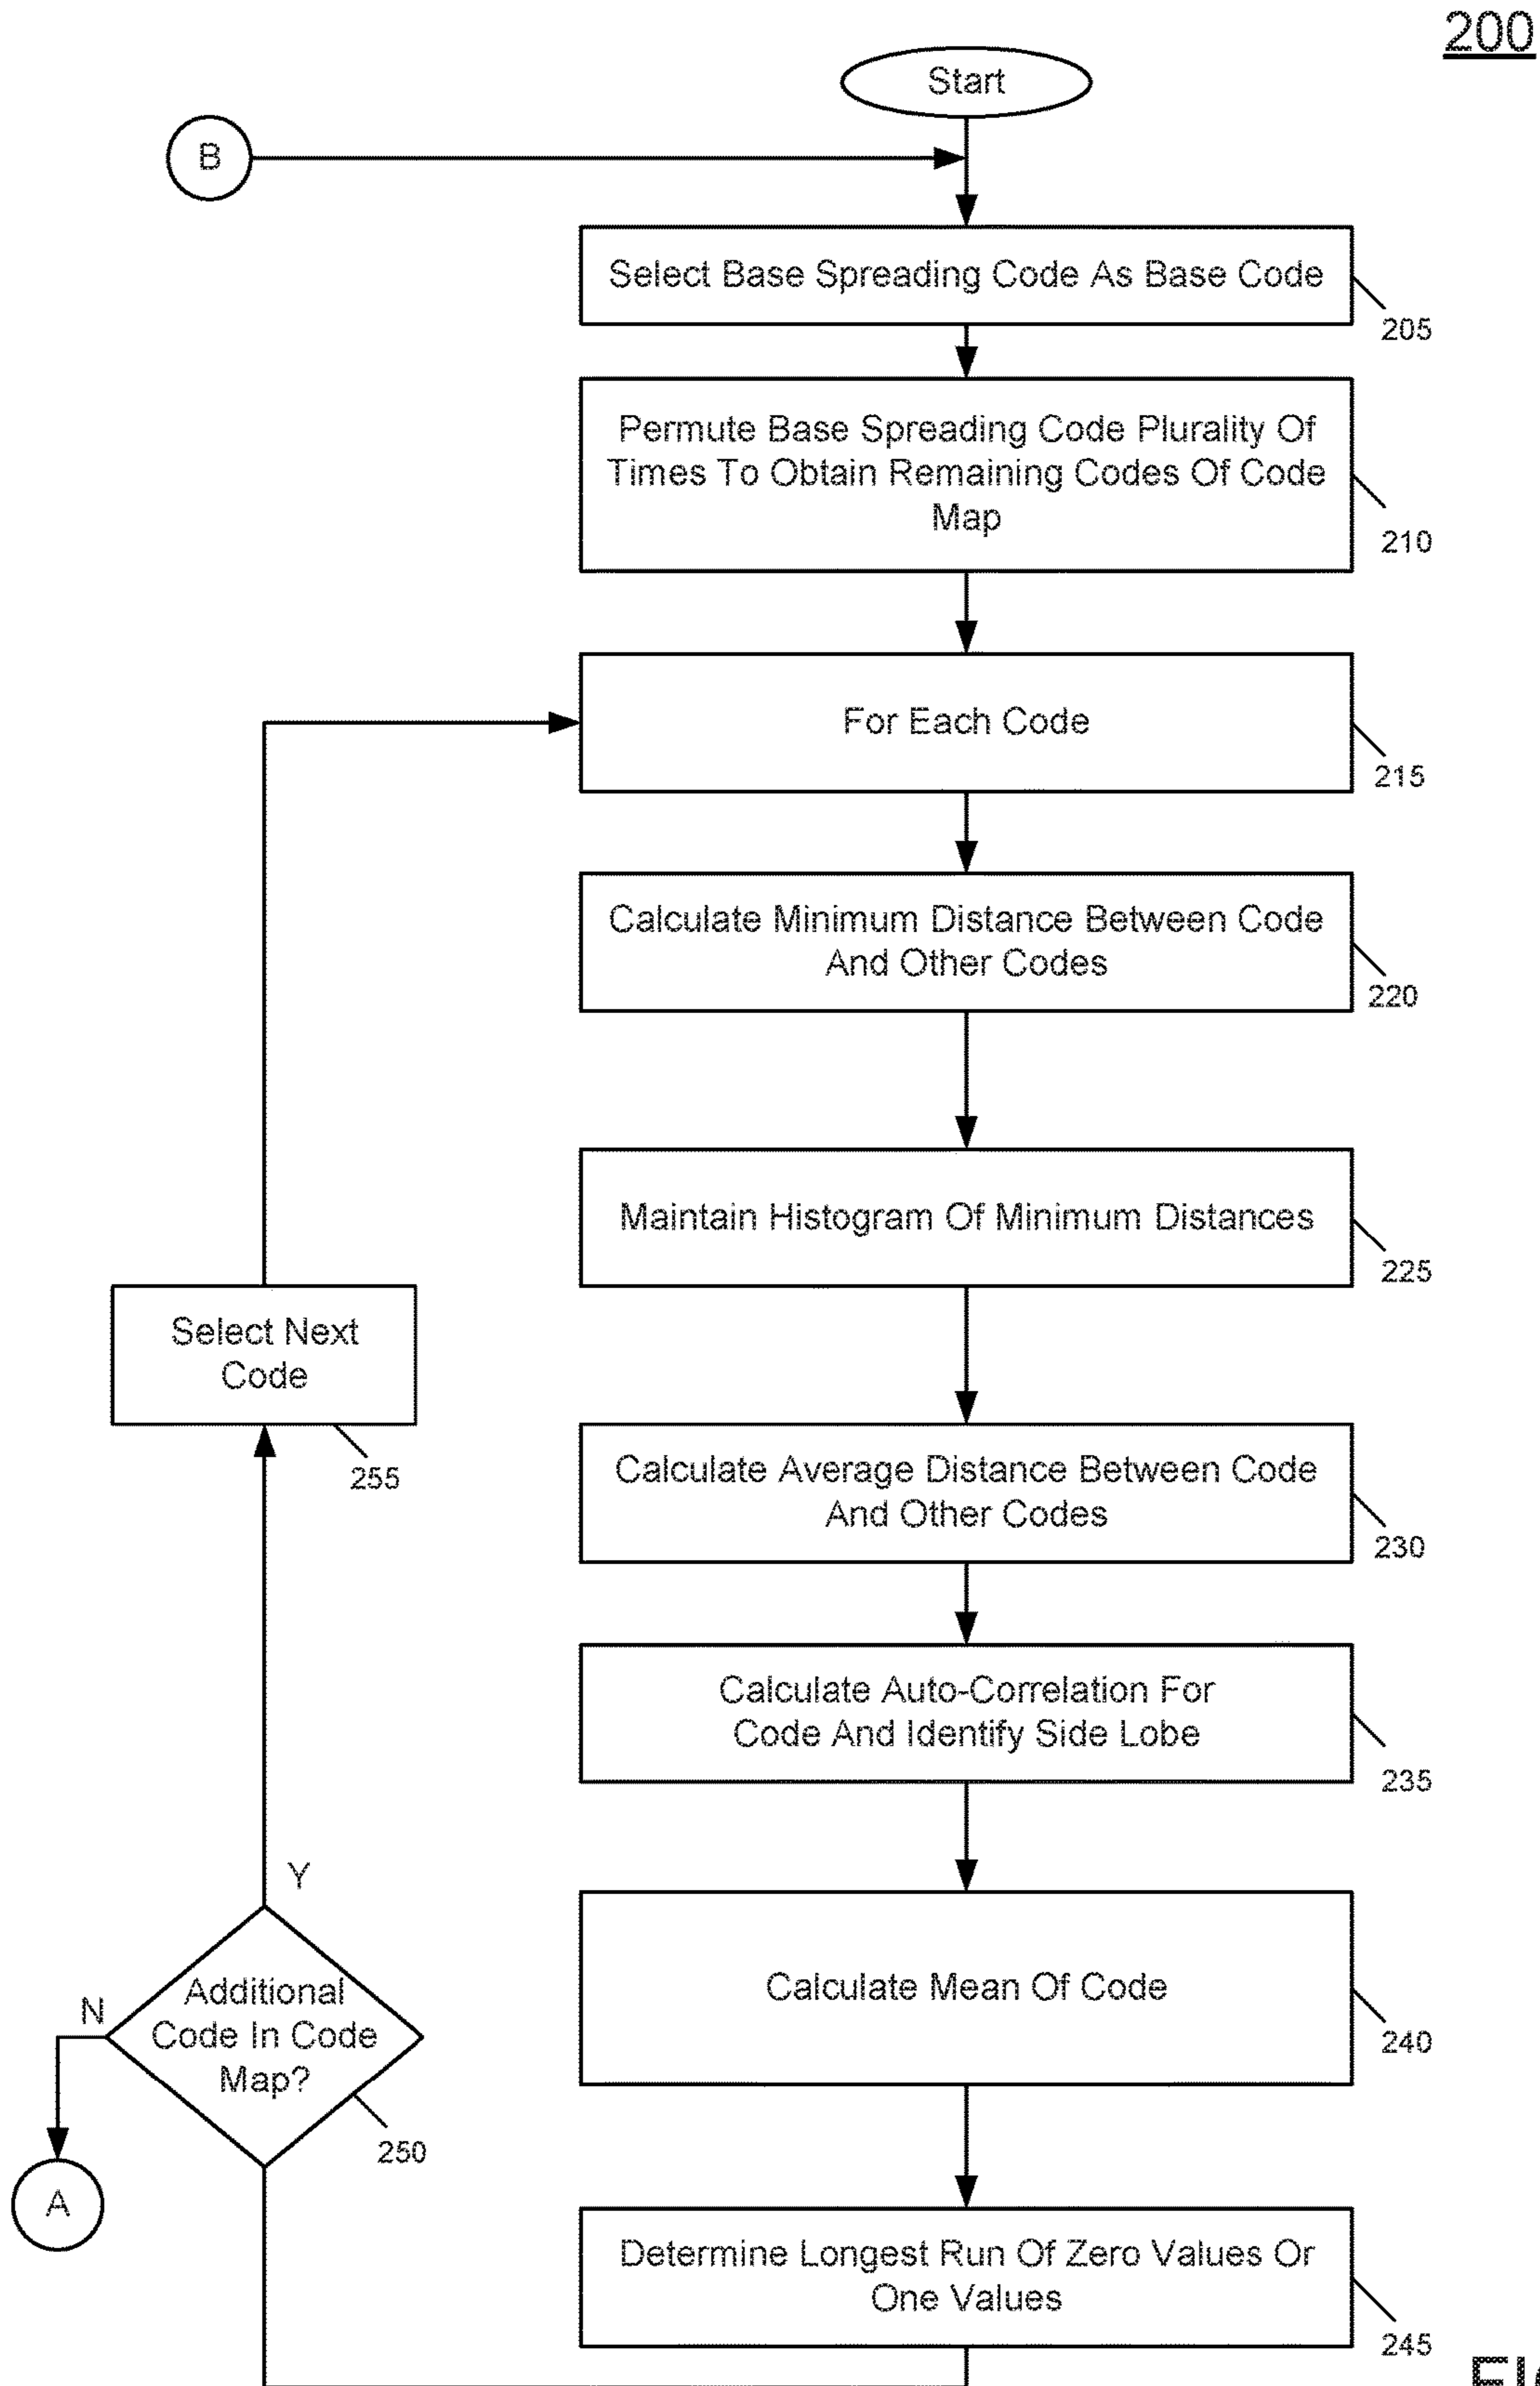 200
Start
B
Select Base Spreading Code As Base Code
205
Permute Base Spreading Code Plurality Of
Times To Obtain Remaining Codes Of Code
Map
210
For Each Code
215
Calculate Minimum Distance Between Code
And Other Codes
220
Maintain Histogram Of Minimum Distances
225
Select Next
Code
255
Calculate Average Distance Between Code
And Other Codes
230
Calculate Auto-Correlation For
Code And Identify Side Lobe
235
Y
Calculate Mean Of Code
240
N
Additional
Code In Code
Map?
250
A
Determine Longest Run Of Zero Values Or
One Values
245